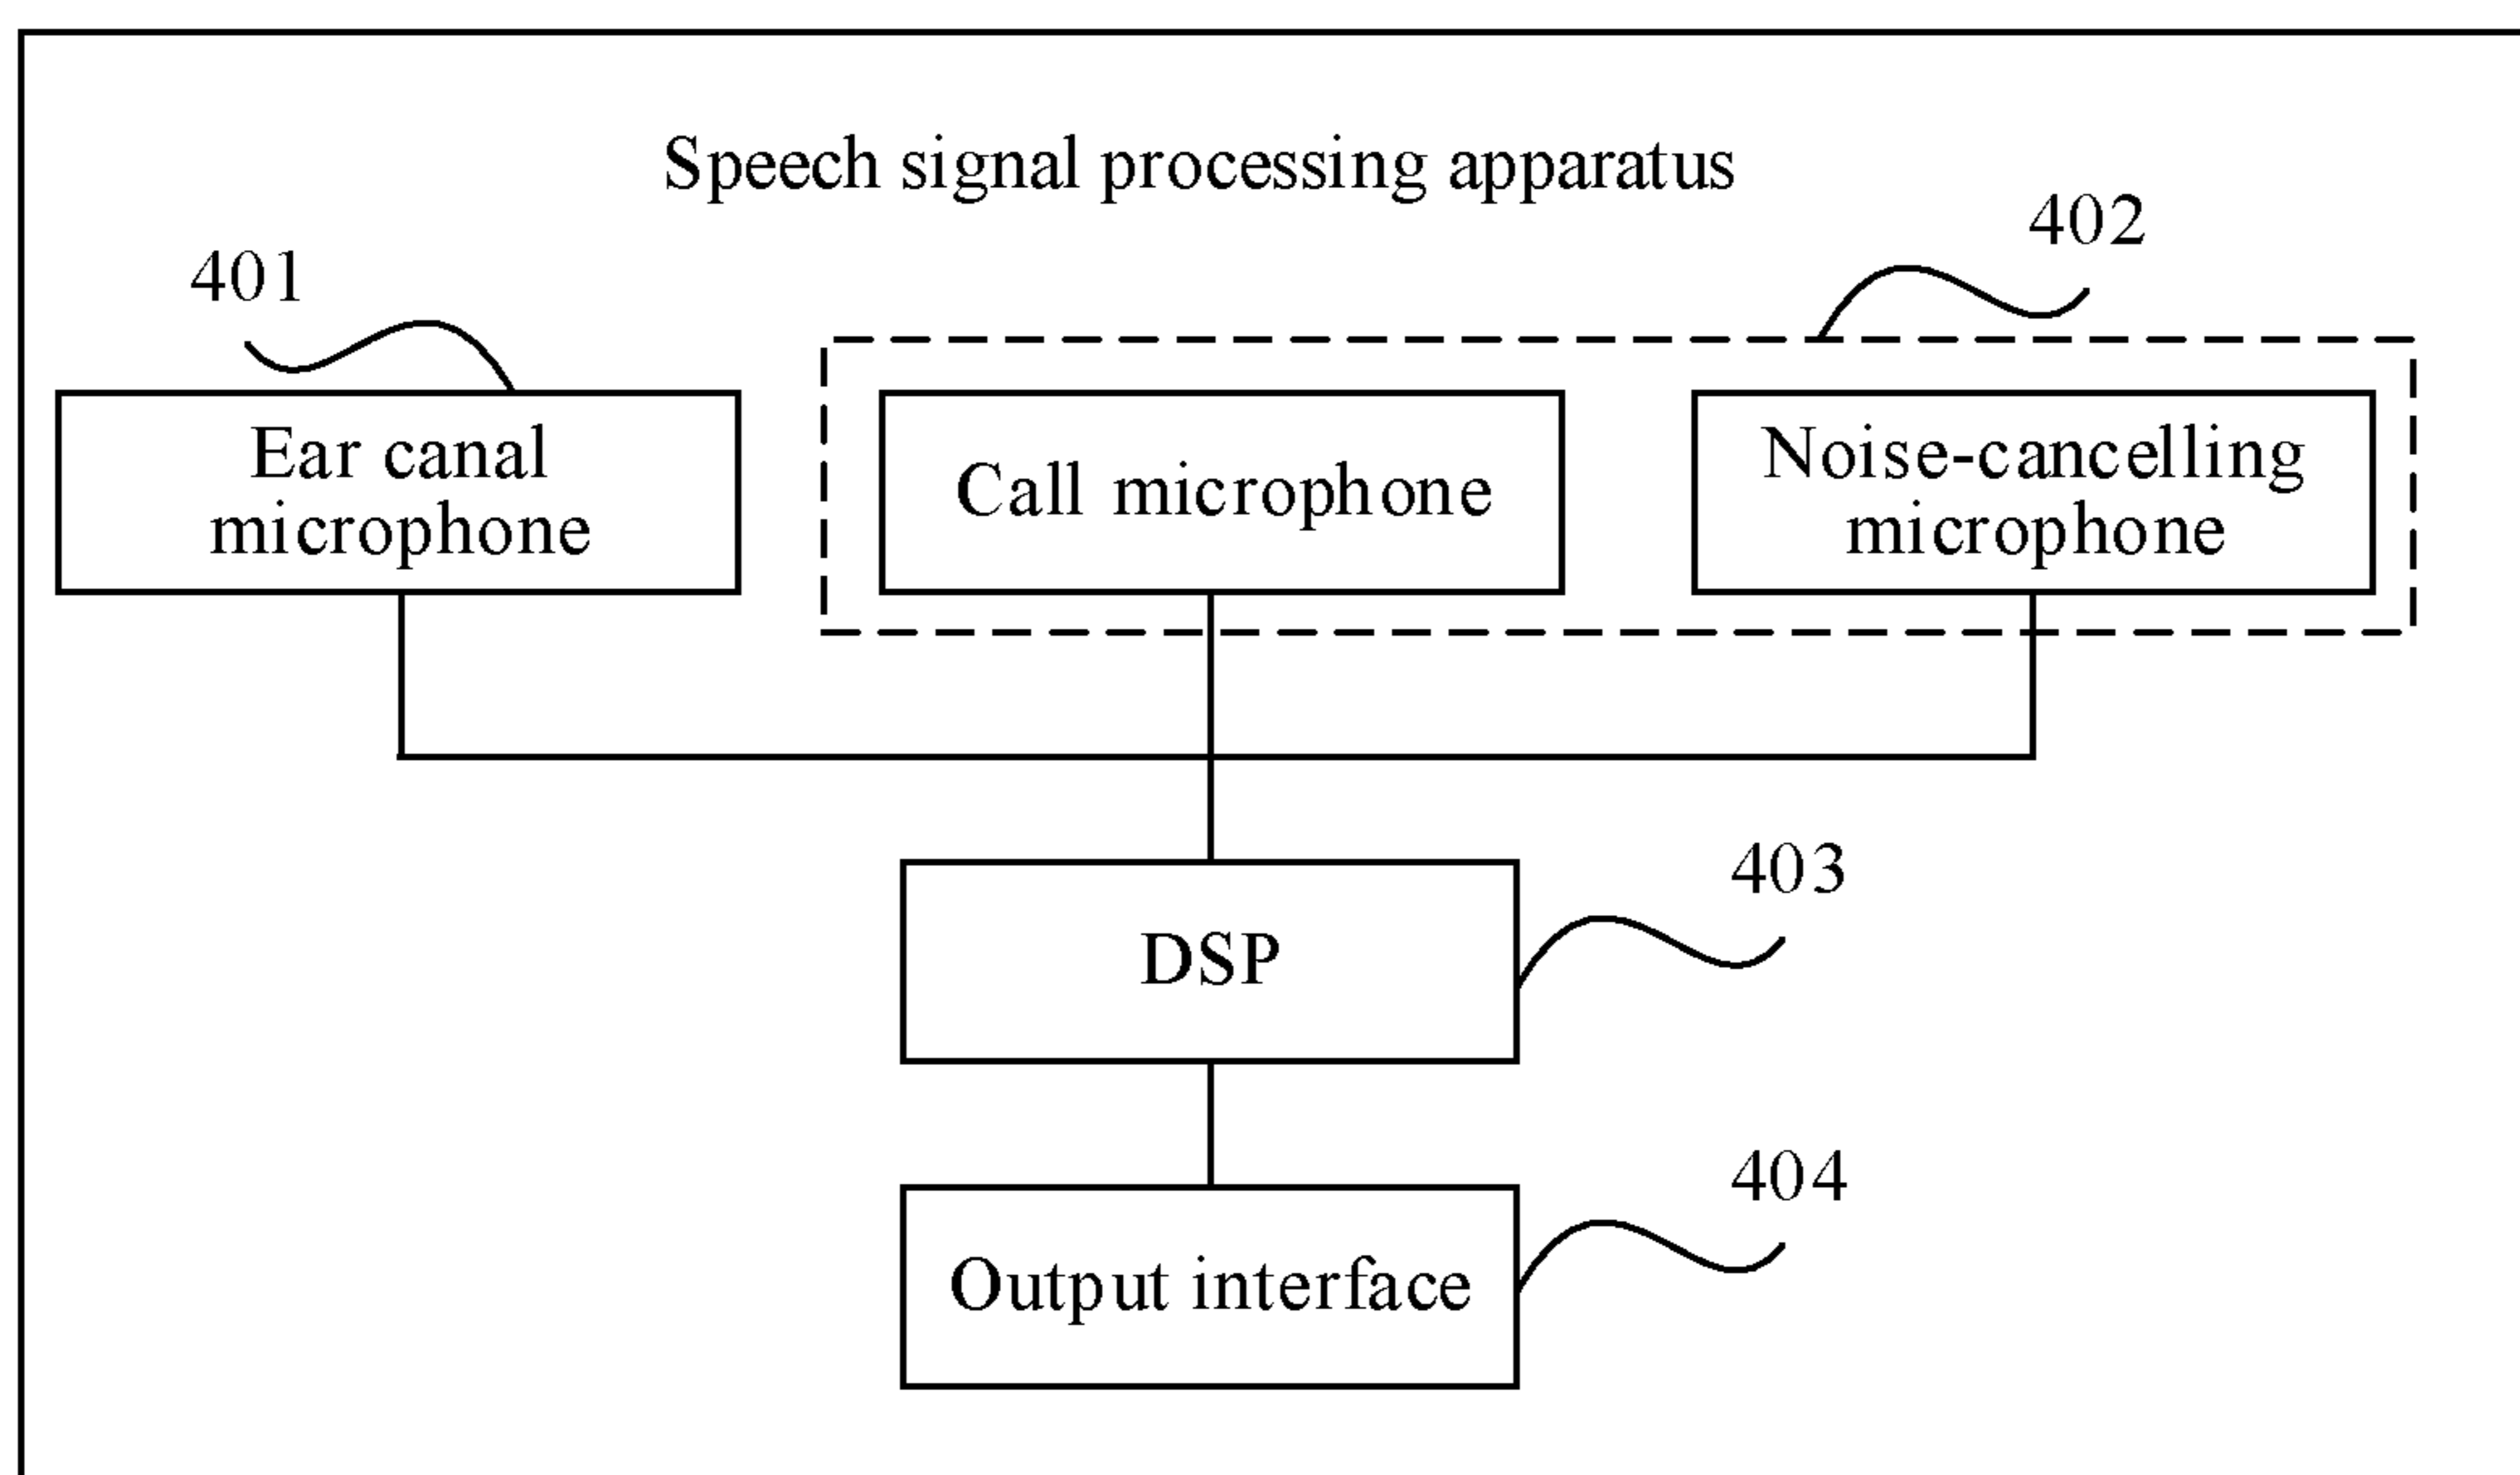 Speech signal processing apparatus
402
401
Ear canal
microphone
Call microphone
Noise-cancelling
microphone
403
DSP
404
Output interface